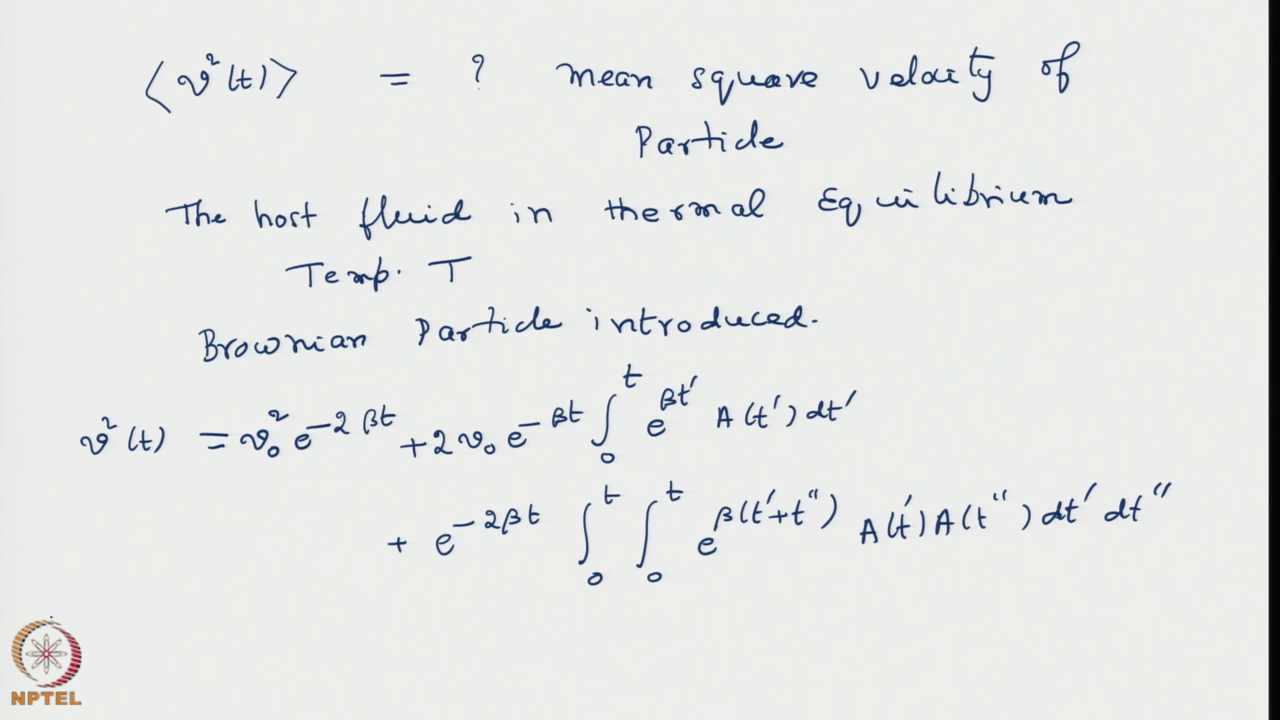 ⟨v²(t)⟩ = ? mean square velocity of
Particle
The host fluid in thermal Equilibrium
Temp. T
Brownian Particle introduced.
v²(t) = v₀² e^{-2βt} + 2v₀ e^{-βt} ∫₀^t e^{βt'} A(t') dt'
+ e^{-2βt} ∫₀^t ∫₀^t e^{β(t'+t'')} A(t') A(t'') dt' dt''
NPTEL